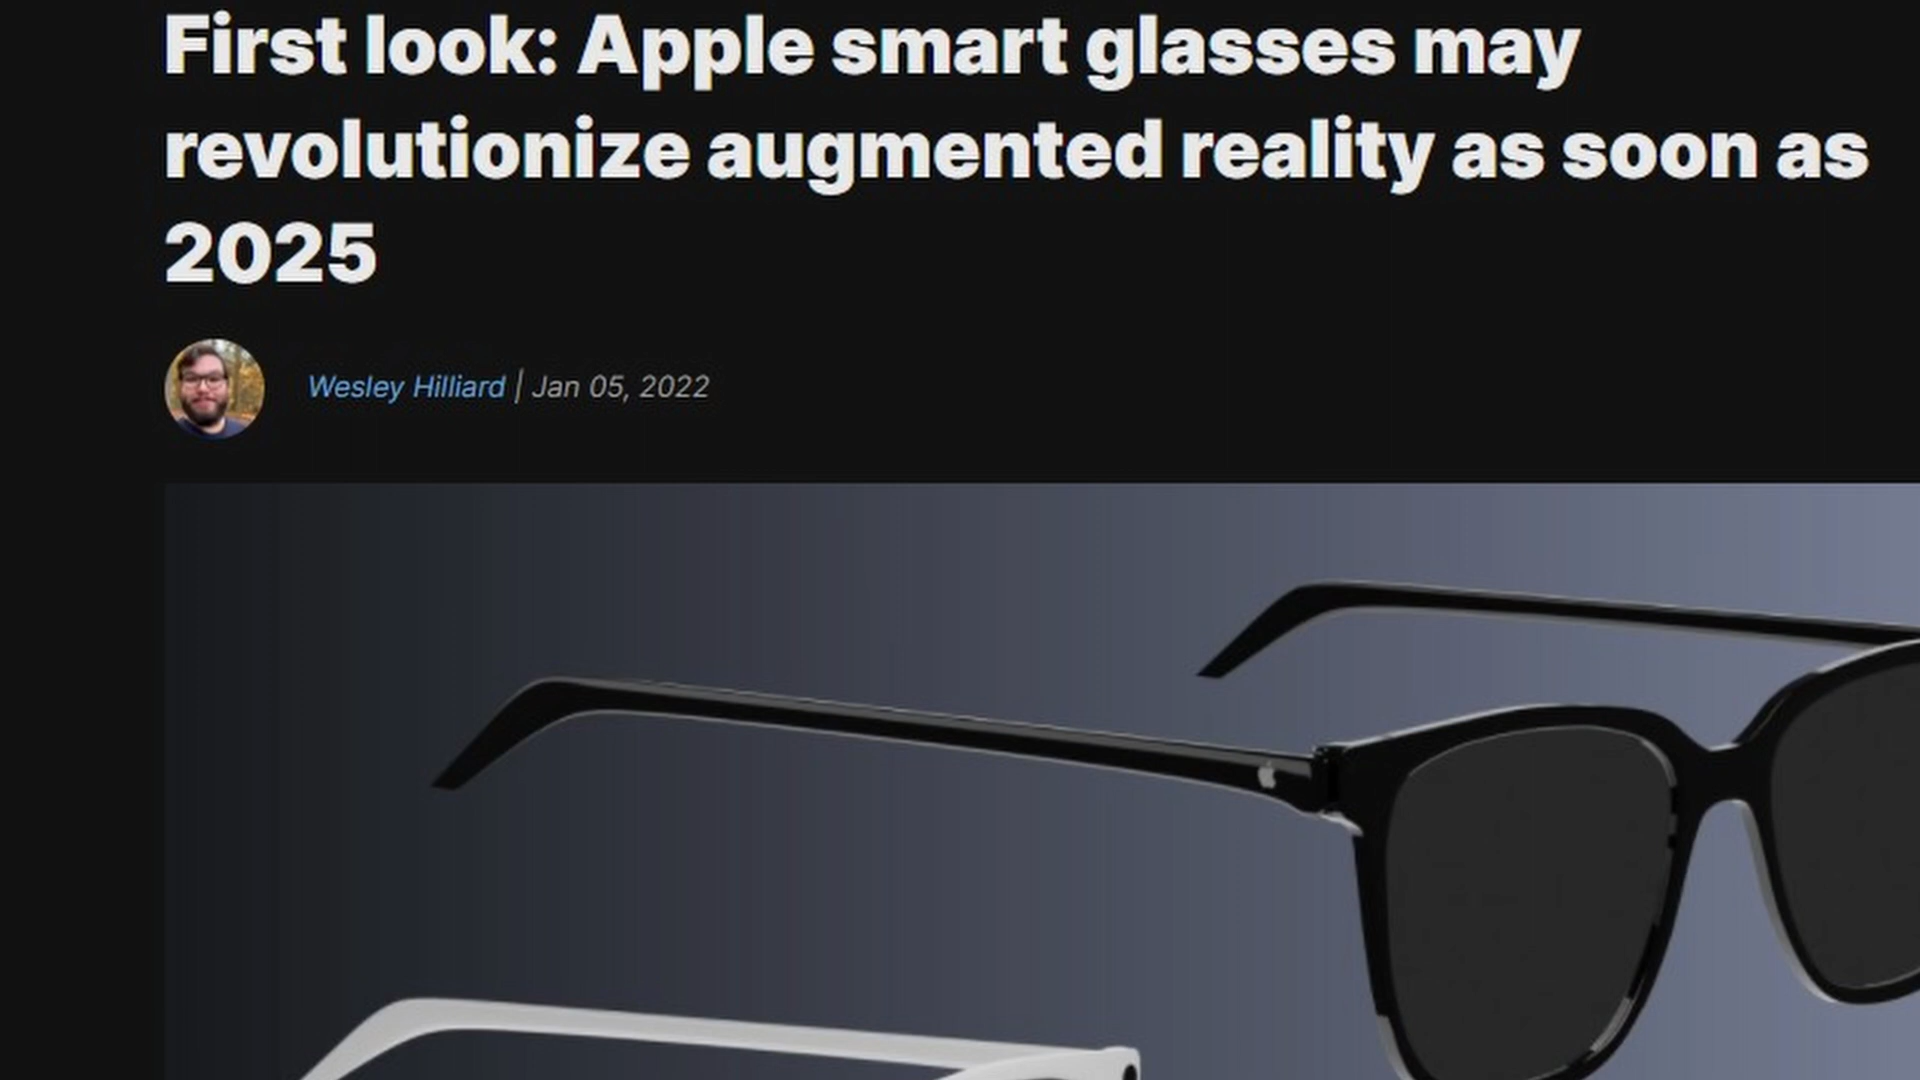 First look: Apple smart glasses may
revolutionize augmented reality as soon as
2025
Wesley Hilliard | Jan 05, 2022